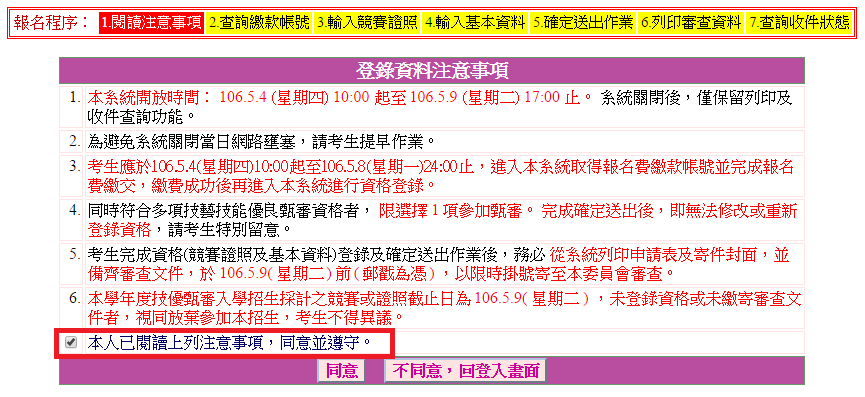 報名程序： 1.閱讀注意事項 2.查詢繳款帳號 3.輸入競賽證照 4.輸入基本資料 5.確定送出作業 6.列印審查資料 7.查詢收件狀態
登錄資料注意事項
1. 本系統開放時間： 106.5.4 (星期四) 10:00 起至 106.5.9 (星期二) 17:00 止。 系統關閉後，僅保留列印及
收件查詢功能。
2. 為避免系統關閉當日網路壅塞，請考生提早作業。
3. 考生應於106.5.4(星期四)10:00起至106.5.8(星期一)24:00止，進入本系統取得報名費繳款帳號並完成報名
費繳交，繳費成功後再進入本系統進行資格登錄。
4. 同時符合多項技藝技能優良甄審資格者， 限選擇 1 項參加甄審。 完成確定送出後，即無法修改或重新
登錄資格，請考生特別留意。
5. 考生完成資格(競賽證照及基本資料)登錄及確定送出作業後，務必 從系統列印申請表及寄件封面，並
備齊審查文件，於 106.5.9( 星期二 ) 前 ( 郵戳為憑 ) ，以限時掛號寄至本委員會審查。
6. 本學年度技優甄審入學招生採計之競賽或證照截止日為 106.5.9( 星期二 ) ，未登錄資格或未繳寄審查文
件者，視同放棄參加本招生，考生不得異議。
本人已閱讀上列注意事項，同意並遵守。
同意 不同意，回登入畫面